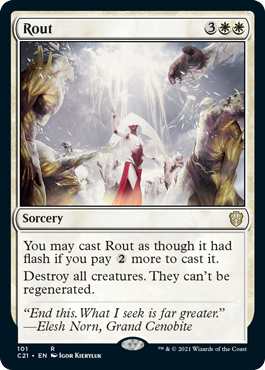 Rout 3
Sorcery
You may cast Rout as though it had
flash if you pay 2 more to cast it.
Destroy all creatures. They can't be
regenerated.
"End this. What I seek is far greater."
—Elesh Norn, Grand Cenobite
101 R
C21 • EN Igor Kieryluk
™ & © 2021 Wizards of the Coast